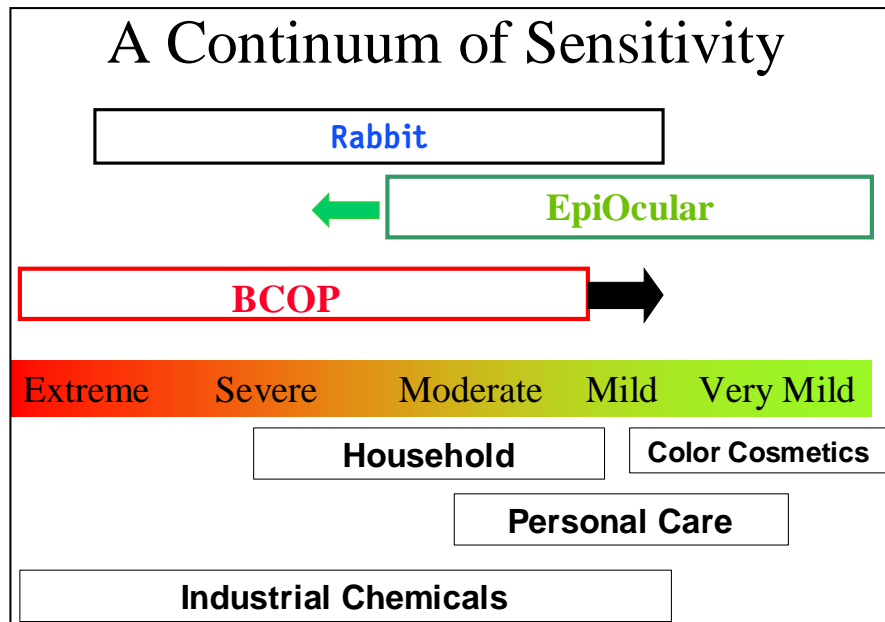 A Continuum of Sensitivity
Rabbit
EpiOcular
BCOP
Extreme Severe Moderate Mild Very Mild
Household Color Cosmetics
Personal Care
Industrial Chemicals